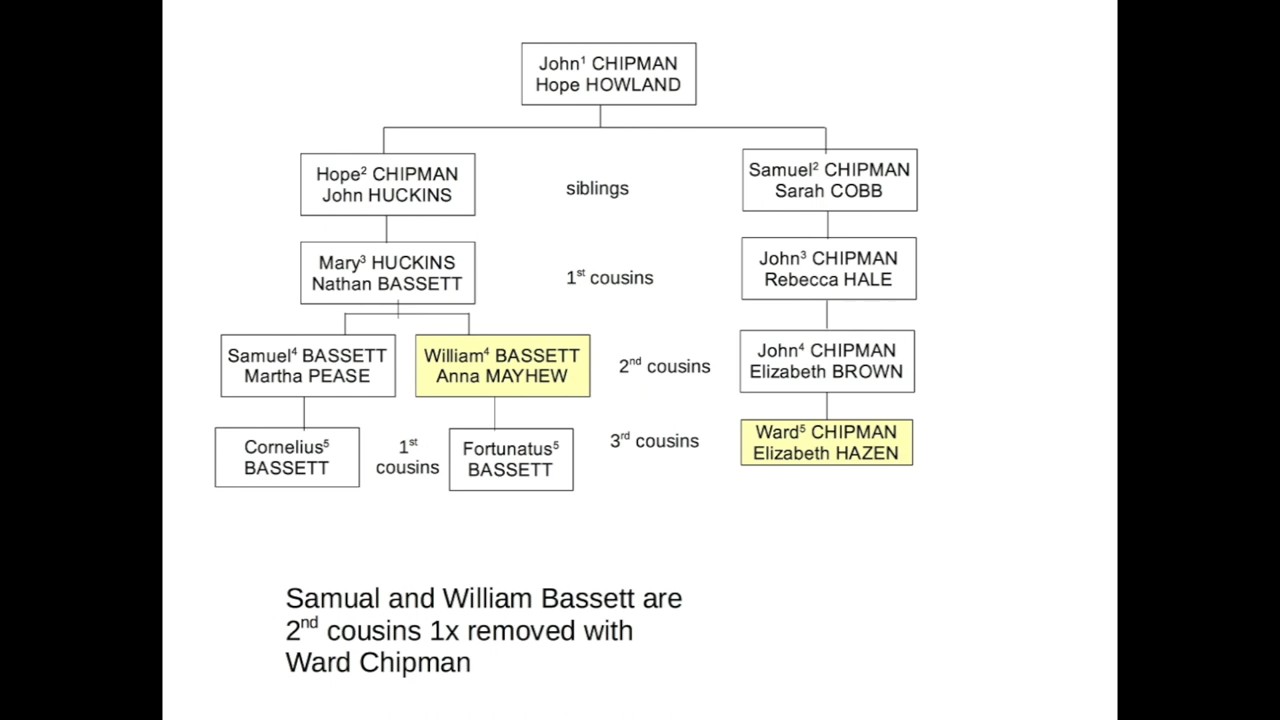 John¹ CHIPMAN
Hope HOWLAND
Hope² CHIPMAN
John HUCKINS
siblings
Samuel² CHIPMAN
Sarah COBB
Mary³ HUCKINS
Nathan BASSETT
1st cousins
John³ CHIPMAN
Rebecca HALE
Samuel⁴ BASSETT
Martha PEASE
William⁴ BASSETT
Anna MAYHEW
2nd cousins
John⁴ CHIPMAN
Elizabeth BROWN
Cornelius⁵
BASSETT
1st
cousins
Fortunatus⁵
BASSETT
3rd cousins
Ward⁵ CHIPMAN
Elizabeth HAZEN
Samual and William Bassett are
2nd cousins 1x removed with
Ward Chipman